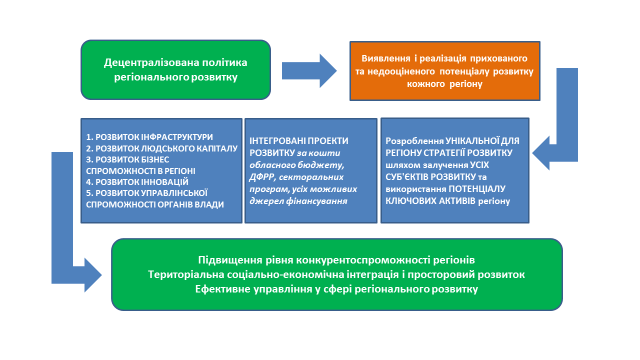 Децентралізована політика
регіонального розвитку
Виявлення і реалізація прихованого
та недооціненого потенціалу розвитку
кожного регіону
1. РОЗВИТОК ІНФРАСТРУКТУРИ
2. РОЗВИТОК ЛЮДСЬКОГО КАПІТАЛУ
3. РОЗВИТОК БІЗНЕС
СПРОМОЖНОСТІ В РЕГІОНІ
4. РОЗВИТОК ІННОВАЦІЙ
5. РОЗВИТОК УПРАВЛІНСЬКОЇ
СПРОМОЖНОСТІ ОРГАНІВ ВЛАДИ
ІНТЕГРОВАНІ ПРОЕКТИ
РОЗВИТКУ за кошти
обласного бюджету,
ДФРР, секторальних
програм, усіх можливих
джерел фінансування
Розроблення УНІКАЛЬНОЇ ДЛЯ
РЕГІОНУ СТРАТЕГІЇ РОЗВИТКУ
шляхом залучення УСІХ
СУБ'ЄКТІВ РОЗВИТКУ та
використання ПОТЕНЦІАЛУ
КЛЮЧОВИХ АКТИВІВ регіону
Підвищення рівня конкурентоспроможності регіонів
Територіальна соціально-економічна інтеграція і просторовий розвиток
Ефективне управління у сфері регіонального розвитку